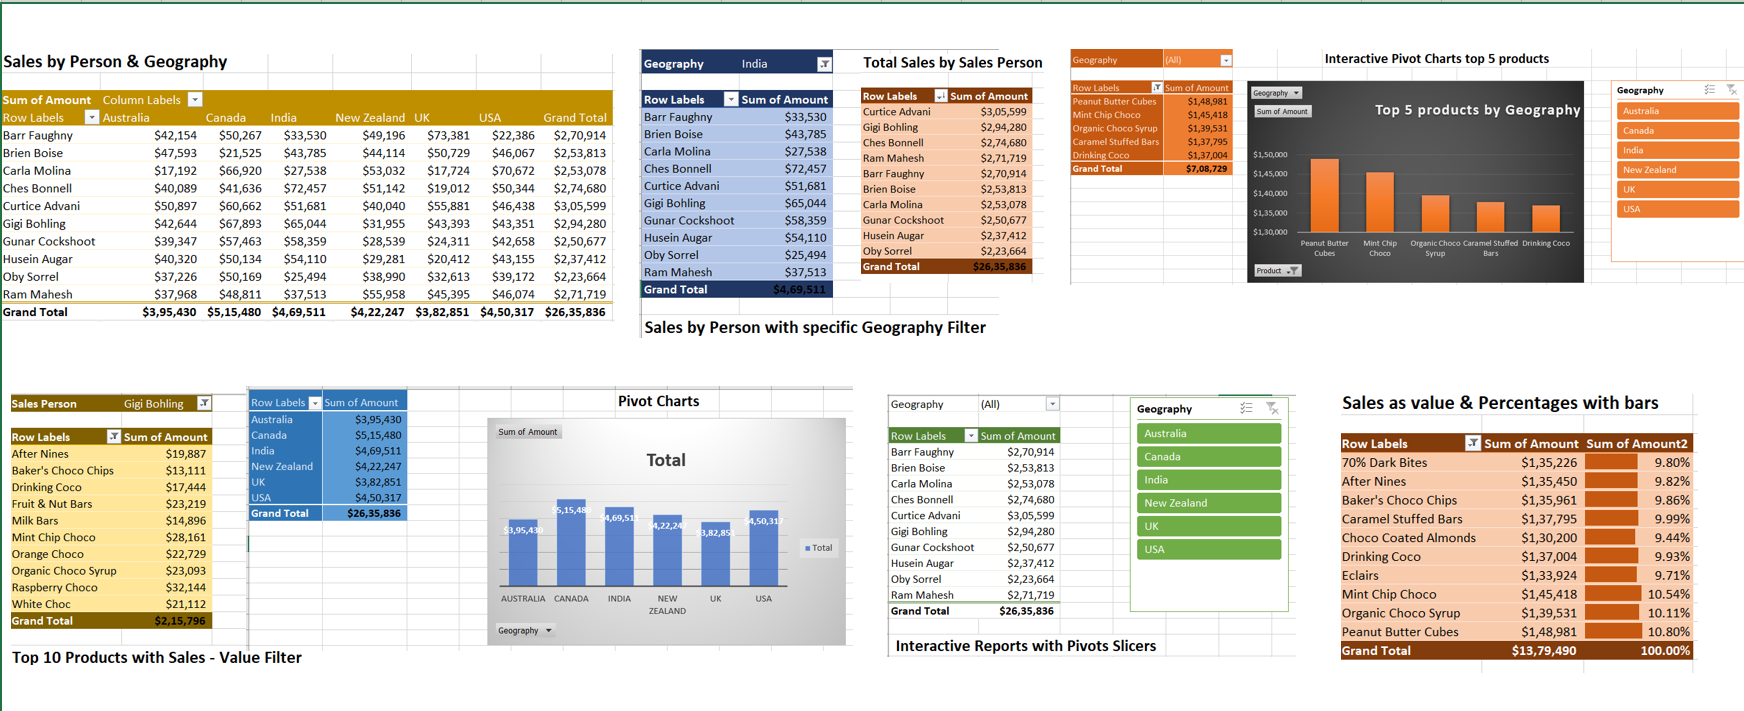 Sales by Person & Geography
Sum of Amount Column Labels
Row Labels Australia Canada India New Zealand UK USA Grand Total
Barr Faughny $42,154 $50,267 $33,530 $49,196 $73,381 $22,386 $2,70,914
Brien Boise $47,593 $21,525 $43,785 $44,114 $50,729 $46,067 $2,53,813
Carla Molina $17,192 $66,920 $27,538 $53,032 $17,724 $70,672 $2,53,078
Ches Bonnell $40,089 $41,636 $72,457 $51,142 $19,012 $50,344 $2,74,680
Curtice Advani $50,897 $60,662 $51,681 $40,040 $55,881 $46,438 $3,05,599
Gigi Bohling $42,644 $67,893 $65,044 $31,955 $43,393 $43,351 $2,94,280
Gunar Cockshoot $39,347 $57,463 $58,359 $28,539 $24,311 $42,658 $2,50,677
Husein Augar $40,320 $50,134 $54,110 $29,281 $20,412 $43,155 $2,37,412
Oby Sorrel $37,226 $50,169 $25,494 $38,990 $32,613 $39,172 $2,23,664
Ram Mahesh $37,968 $48,811 $37,513 $55,958 $45,395 $46,074 $2,71,719
Grand Total $3,95,430 $5,15,480 $4,69,511 $4,22,247 $3,82,851 $4,50,317 $26,35,836
Geography India
Row Labels Sum of Amount
Barr Faughny $33,530
Brien Boise $43,785
Carla Molina $27,538
Ches Bonnell $72,457
Curtice Advani $51,681
Gigi Bohling $65,044
Gunar Cockshoot $58,359
Husein Augar $54,110
Oby Sorrel $25,494
Ram Mahesh $37,513
Grand Total $4,69,511
Sales by Person with specific Geography Filter
Total Sales by Sales Person
Row Labels Sum of Amount
Curtice Advani $3,05,599
Gigi Bohling $2,94,280
Ches Bonnell $2,74,680
Ram Mahesh $2,71,719
Barr Faughny $2,70,914
Brien Boise $2,53,813
Carla Molina $2,53,078
Gunar Cockshoot $2,50,677
Husein Augar $2,37,412
Oby Sorrel $2,23,664
Grand Total $26,35,836
Geography (All)
Row Labels Sum of Amount
Peanut Butter Cubes $1,48,981
Mint Chip Choco $1,45,418
Organic Choco Syrup $1,39,531
Caramel Stuffed Bars $1,37,795
Drinking Coco $1,37,004
Grand Total $7,08,729
Interactive Pivot Charts top 5 products
Geography
Sum of Amount
Top 5 products by Geography
$1,50,000
$1,45,000
$1,40,000
$1,35,000
$1,30,000
Peanut Butter Mint Chip Organic Choco Caramel Stuffed Drinking Coco
Cubes Choco Syrup Bars
Product
Geography
Australia
Canada
India
New Zealand
UK
USA
Sales Person Gigi Bohling
Row Labels Sum of Amount
After Nines $19,887
Baker's Choco Chips $13,111
Drinking Coco $17,444
Fruit & Nut Bars $23,219
Milk Bars $14,896
Mint Chip Choco $28,161
Orange Choco $22,729
Organic Choco Syrup $23,093
Raspberry Choco $32,144
White Choc $21,112
Grand Total $2,15,796
Top 10 Products with Sales - Value Filter
Row Labels Sum of Amount
Australia $3,95,430
Canada $5,15,480
India $4,69,511
New Zealand $4,22,247
UK $3,82,851
USA $4,50,317
Grand Total $26,35,836
Pivot Charts
Sum of Amount
Total
$3,95,430 $5,15,480 $4,69,511 $4,22,247 $3,82,851 $4,50,317
Total
AUSTRALIA CANADA INDIA NEW UK USA
ZEALAND
Geography
Geography (All)
Row Labels Sum of Amount
Barr Faughny $2,70,914
Brien Boise $2,53,813
Carla Molina $2,53,078
Ches Bonnell $2,74,680
Curtice Advani $3,05,599
Gigi Bohling $2,94,280
Gunar Cockshoot $2,50,677
Husein Augar $2,37,412
Oby Sorrel $2,23,664
Ram Mahesh $2,71,719
Grand Total $26,35,836
Geography
Australia
Canada
India
New Zealand
UK
USA
Interactive Reports with Pivots Slicers
Sales as value & Percentages with bars
Row Labels Sum of Amount Sum of Amount2
70% Dark Bites $1,35,226 9.80%
After Nines $1,35,450 9.82%
Baker's Choco Chips $1,35,961 9.86%
Caramel Stuffed Bars $1,37,795 9.99%
Choco Coated Almonds $1,30,200 9.44%
Drinking Coco $1,37,004 9.93%
Eclairs $1,33,924 9.71%
Mint Chip Choco $1,45,418 10.54%
Organic Choco Syrup $1,39,531 10.11%
Peanut Butter Cubes $1,48,981 10.80%
Grand Total $13,79,490 100.00%